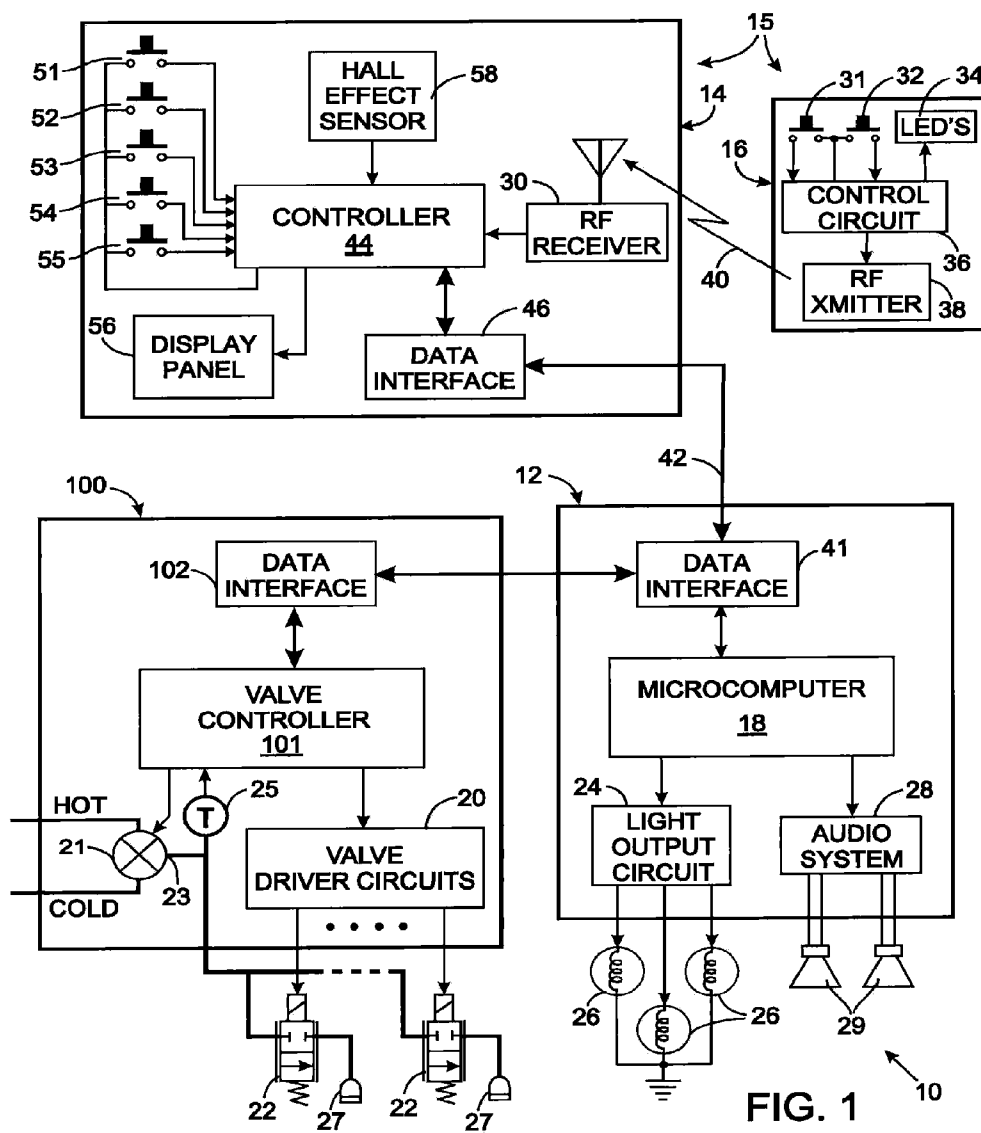 15
51
52
53
54
55
HALL
EFFECT
SENSOR
58
14
31
32
34
LED'S
16
CONTROL
CIRCUIT
36
RF
XMITTER
38
30
RF
RECEIVER
40
CONTROLLER
44
46
56
DISPLAY
PANEL
DATA
INTERFACE
42
100
12
102
DATA
INTERFACE
DATA
INTERFACE
41
VALVE
CONTROLLER
101
MICROCOMPUTER
18
25
T
HOT
21
COLD
23
20
VALVE
DRIVER CIRCUITS
24
LIGHT
OUTPUT
CIRCUIT
28
AUDIO
SYSTEM
26
26
29
22
27
22
27
10
FIG. 1